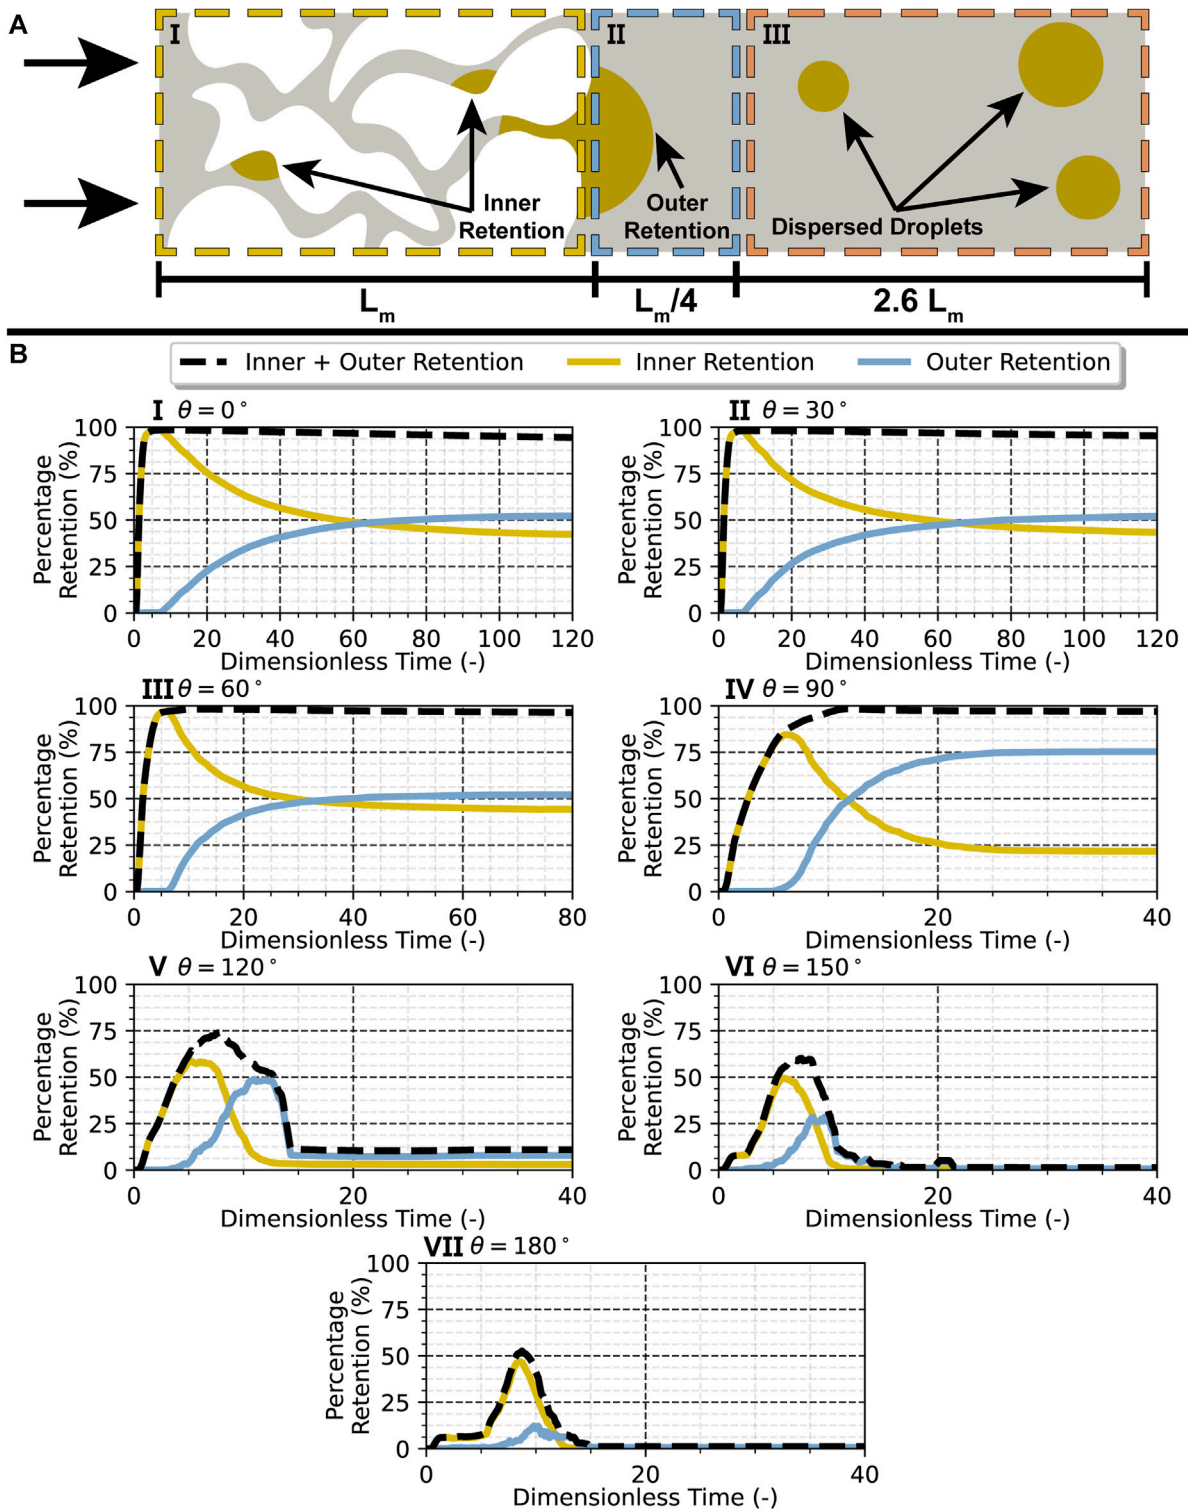 A
I
II
III
Inner
Retention
Outer
Retention
Dispersed Droplets
Lm
Lm/4
2.6 Lm
B
Inner + Outer Retention
Inner Retention
Outer Retention
I θ = 0°
Percentage
Retention (%)
100
75
50
25
0
0 20 40 60 80 100 120
Dimensionless Time (-)
II θ = 30°
Percentage
Retention (%)
100
75
50
25
0
0 20 40 60 80 100 120
Dimensionless Time (-)
III θ = 60°
Percentage
Retention (%)
100
75
50
25
0
0 20 40 60 80
Dimensionless Time (-)
IV θ = 90°
Percentage
Retention (%)
100
75
50
25
0
0 20 40
Dimensionless Time (-)
V θ = 120°
Percentage
Retention (%)
100
75
50
25
0
0 20 40
Dimensionless Time (-)
VI θ = 150°
Percentage
Retention (%)
100
75
50
25
0
0 20 40
Dimensionless Time (-)
VII θ = 180°
Percentage
Retention (%)
100
75
50
25
0
0 20 40
Dimensionless Time (-)